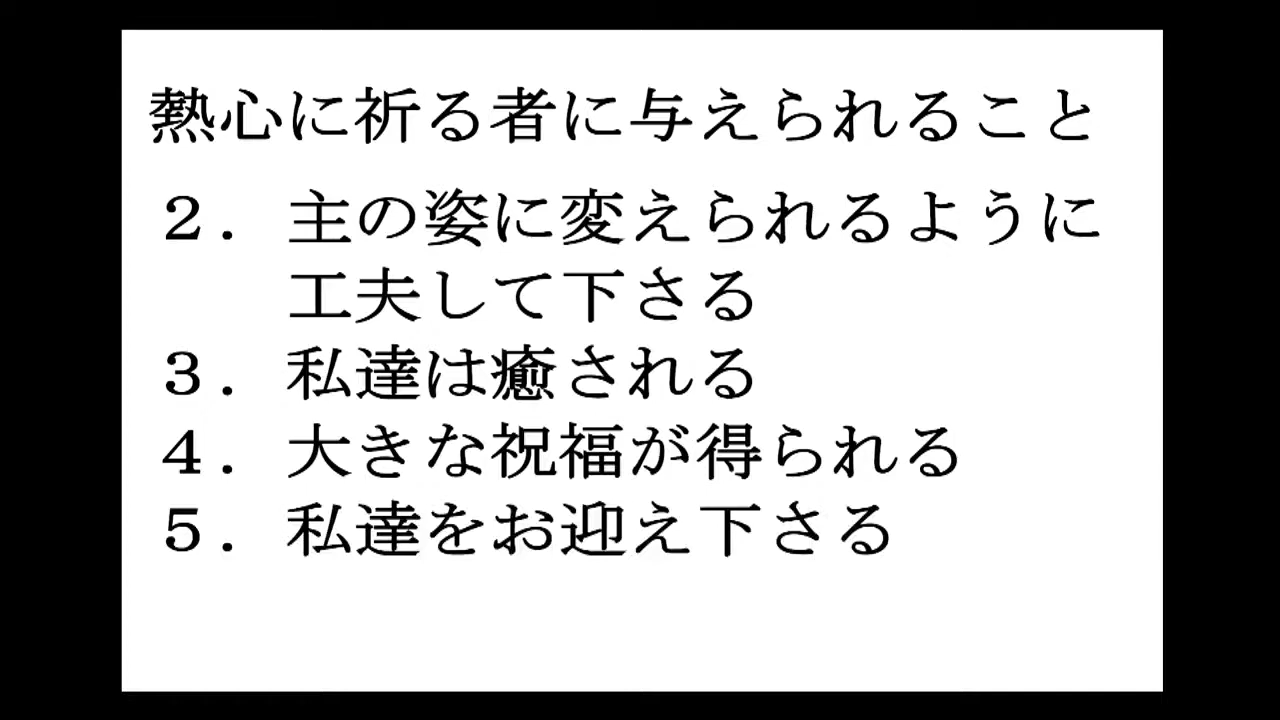 熱心に祈る者に与えられること
２．主の姿に変えられるように
工夫して下さる
３．私達は癒される
４．大きな祝福が得られる
５．私達をお迎え下さる